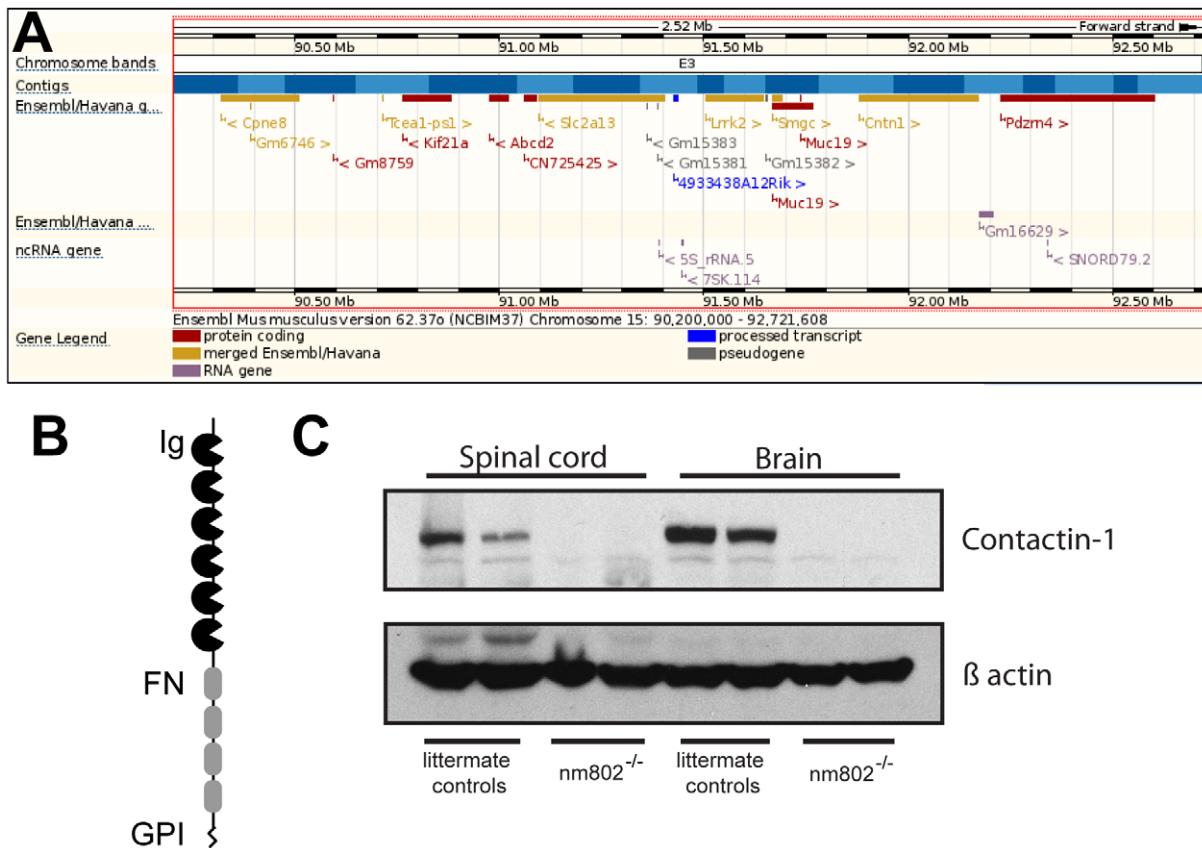 A
2.52 Mb Forward strand
90.50 Mb 91.00 Mb 91.50 Mb 92.00 Mb 92.50 Mb
Chromosome bands E3
Contigs
Ensembl/Havana g...
< Cpne8 Tcea1-ps1 > < Slc2a13 Lrrk2 > Smgc > Cntn1 > Pdzrn4 >
Gm6746 > < Kif21a < Abcd2 < Gm15383 Muc19 >
< Gm8759 CN725425 > < Gm15381 Gm15382 >
4933438A12Rik >
Muc19 >
Ensembl/Havana ...
Gm16629 >
ncRNA gene
< 5S_rRNA.5 < SNORD79.2
< 7SK.114
90.50 Mb 91.00 Mb 91.50 Mb 92.00 Mb 92.50 Mb
Ensembl Mus musculus version 62.37o (NCBIM37) Chromosome 15: 90,200,000 - 92,721,608
Gene Legend protein coding processed transcript
merged Ensembl/Havana pseudogene
RNA gene
B
Ig
FN
GPI
C
Spinal cord Brain
Contactin-1
ß actin
littermate controls
nm802-/-
littermate controls
nm802-/-